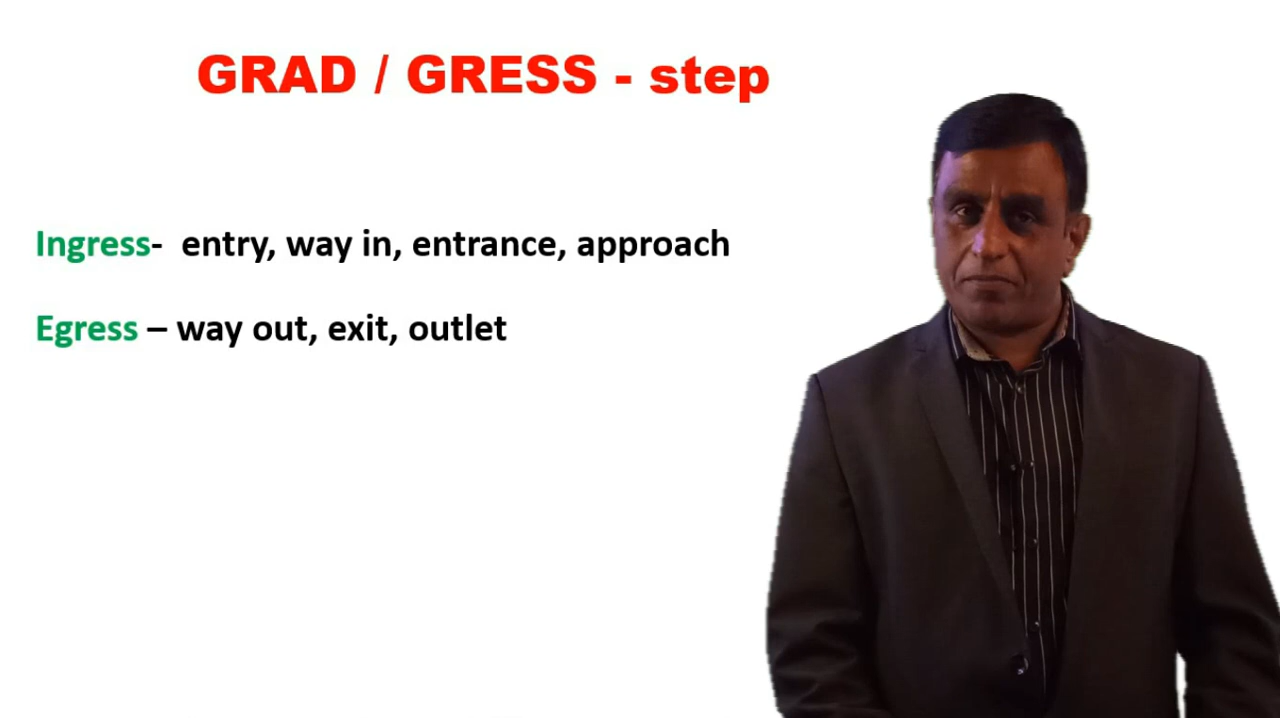 GRAD / GRESS - step
Ingress-  entry, way in, entrance, approach
Egress – way out, exit, outlet